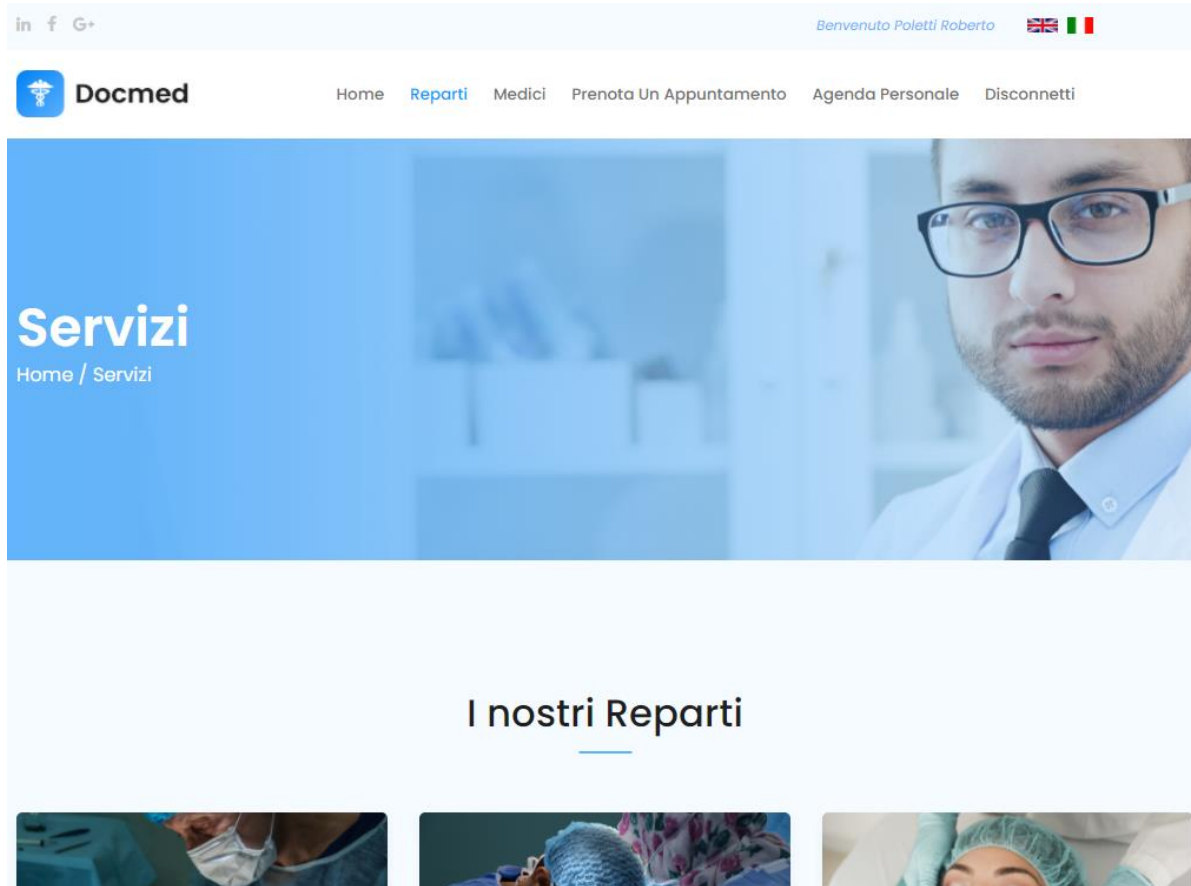 in f G+
Benvenuto Poletti Roberto
Docmed
Home Reparti Medici Prenota Un Appuntamento Agenda Personale Disconnetti
Servizi
Home / Servizi
I nostri Reparti